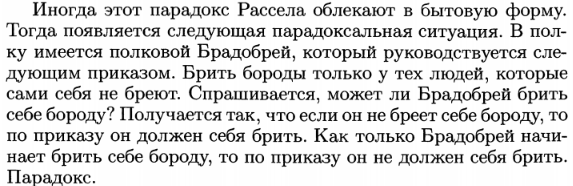 Иногда этот парадокс Рассела облекают в бытовую форму.
Тогда появляется следующая парадоксальная ситуация. В пол-
ку имеется полковой Брадобрей, который руководствуется сле-
дующим приказом. Брить бороды только у тех людей, которые
сами себя не бреют. Спрашивается, может ли Брадобрей брить
себе бороду? Получается так, что если он не бреет себе бороду, то
по приказу он должен себя брить. Как только Брадобрей начи-
нает брить себе бороду, то по приказу он не должен себя брить.
Парадокс.